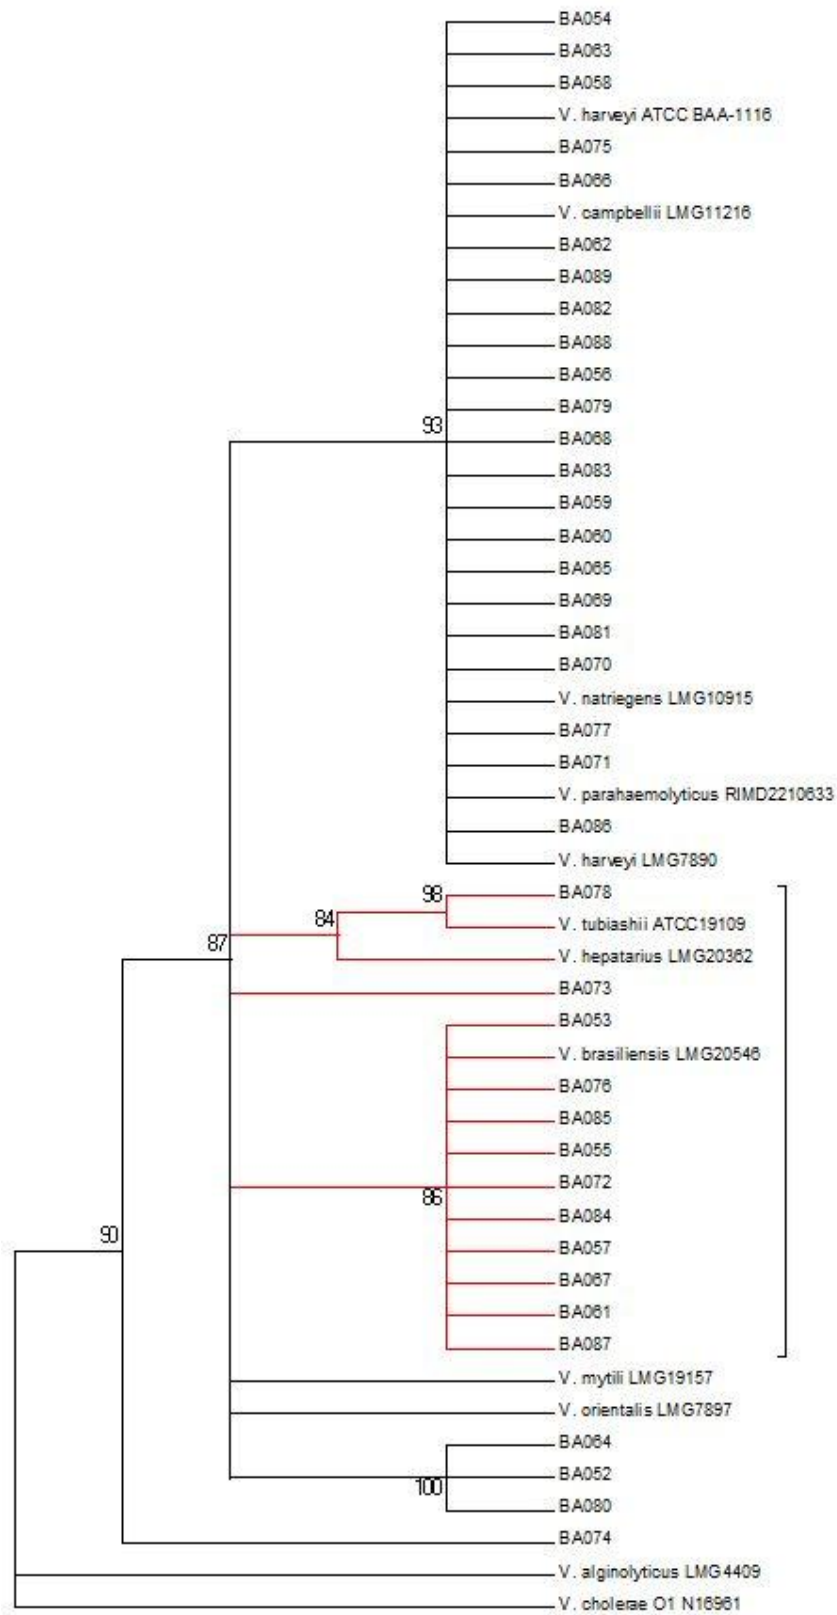 BA054
BA063
BA058
V. harveyi ATCC BAA-1116
BA075
BA066
V. campbellii LMG11216
BA062
BA089
BA082
BA088
BA056
BA079
93
BA068
BA083
BA059
BA060
BA065
BA069
BA081
BA070
V. natriegens LMG10915
BA077
BA071
V. parahaemolyticus RIMD2210633
BA086
V. harveyi LMG7890
98
BA078
84
V. tubiashii ATCC19109
87
V. hepatarius LMG20362
BA073
BA053
V. brasiliensis LMG20546
BA076
BA085
BA055
BA072
86
BA084
90
BA057
BA067
BA061
BA087
V. mytili LMG19157
V. orientalis LMG7897
BA064
BA052
100
BA080
BA074
V. alginolyticus LMG4409
V. cholerae O1 N16961